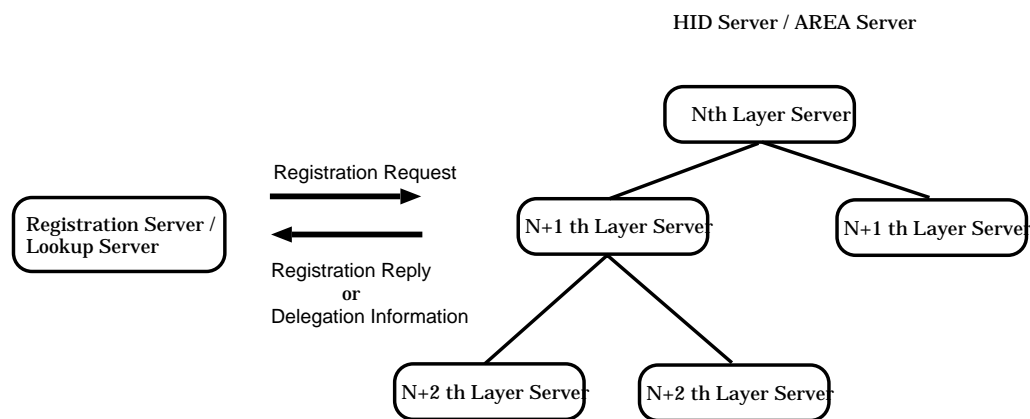 HID Server / AREA Server
Nth Layer Server
Registration Request
Registration Server /
Lookup Server
N+1 th Layer Server
N+1 th Layer Server
Registration Reply
or
Delegation Information
N+2 th Layer Server
N+2 th Layer Server